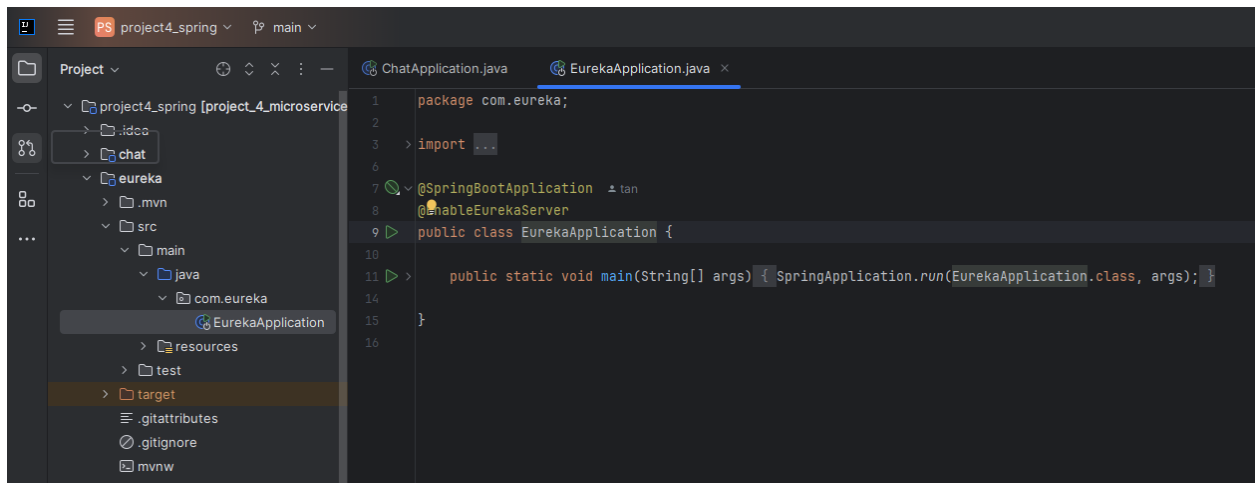 PS project4_spring main
Project
ChatApplication.java EurekaApplication.java
project4_spring [project_4_microservice
.idea
chat
eureka
.mvn
src
main
java
com.eureka
EurekaApplication
resources
test
target
.gitattributes
.gitignore
mvnw
1 package com.eureka;
2
3 import ...
6
7 @SpringBootApplication tan
8 @EnableEurekaServer
9 public class EurekaApplication {
10
11 public static void main(String[] args) { SpringApplication.run(EurekaApplication.class, args); }
14
15 }
16